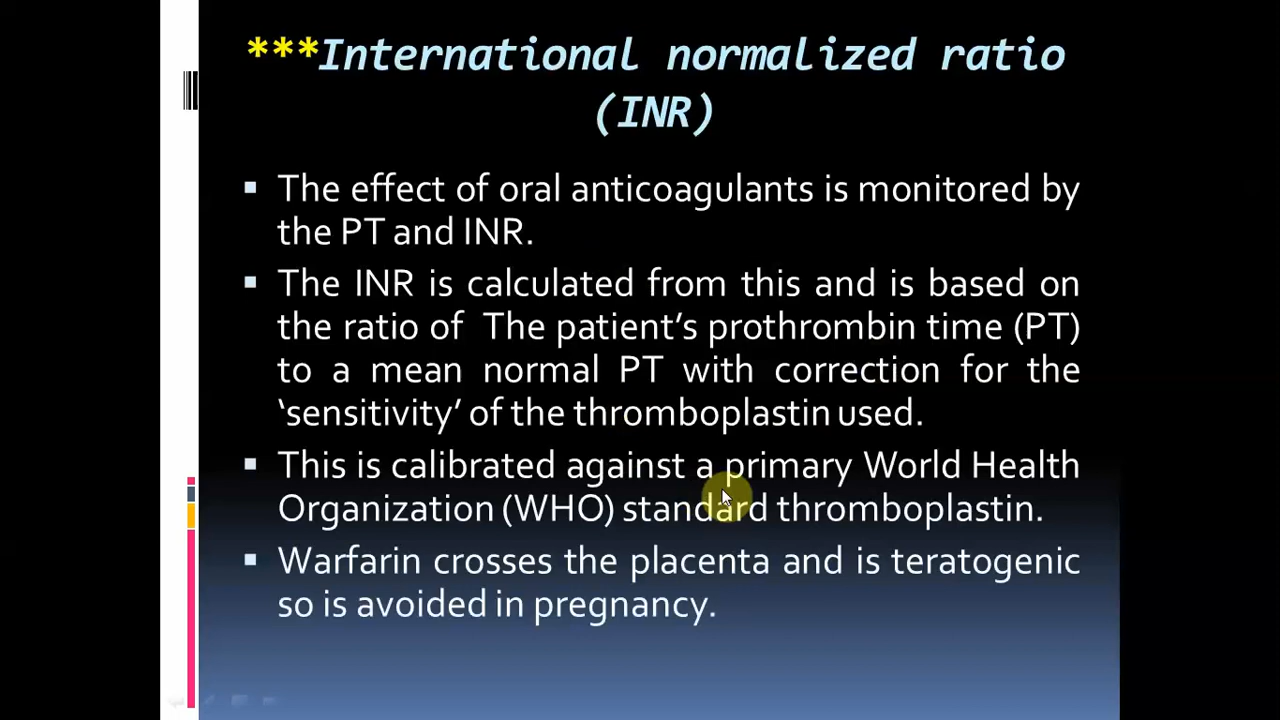 ***International normalized ratio
(INR)
▪ The effect of oral anticoagulants is monitored by
the PT and INR.
▪ The INR is calculated from this and is based on
the ratio of The patient’s prothrombin time (PT)
to a mean normal PT with correction for the
‘sensitivity’ of the thromboplastin used.
▪ This is calibrated against a primary World Health
Organization (WHO) standard thromboplastin.
▪ Warfarin crosses the placenta and is teratogenic
so is avoided in pregnancy.